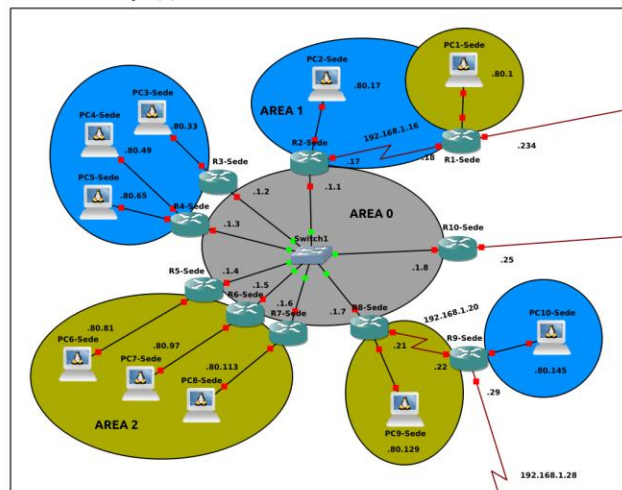 PC1-Sede
.80.1
PC2-Sede
.80.17
AREA 1
192.168.1.16
.234
R1-Sede
.18
.17
R2-Sede
.1.1
PC3-Sede
.80.33
PC4-Sede
.80.49
PC5-Sede
.80.65
R3-Sede
.1.2
R4-Sede
.1.3
AREA 0
Switch1
R10-Sede
.1.8
.25
R5-Sede
.1.4
R6-Sede
.1.5
R7-Sede
.1.6
R8-Sede
.1.7
192.168.1.20
.21
R9-Sede
.22
.29
PC10-Sede
.80.145
PC6-Sede
.80.81
PC7-Sede
.80.97
PC8-Sede
.80.113
AREA 2
PC9-Sede
.80.129
192.168.1.28